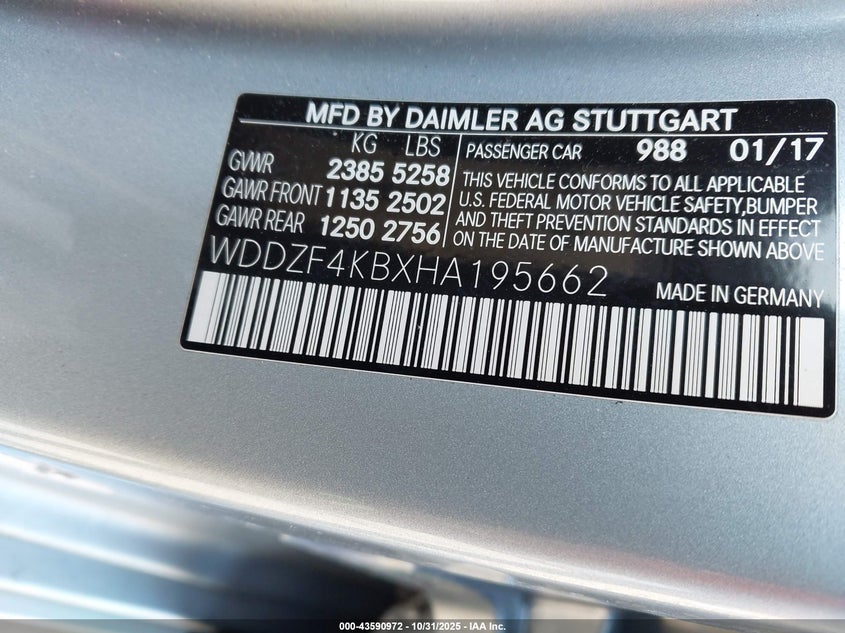 MFD BY DAIMLER AG STUTTGART
KG LBS
GVWR 2385 5258
GAWR FRONT 1135 2502
GAWR REAR 1250 2756
PASSENGER CAR 988 01/17
THIS VEHICLE CONFORMS TO ALL APPLICABLE
U.S. FEDERAL MOTOR VEHICLE SAFETY,BUMPER
AND THEFT PREVENTION STANDARDS IN EFFECT
ON THE DATE OF MANUFACTURE SHOWN ABOVE
WDDZF4KBXHA195662
MADE IN GERMANY
000-43590972 - 10/31/2025 - IAA Inc.